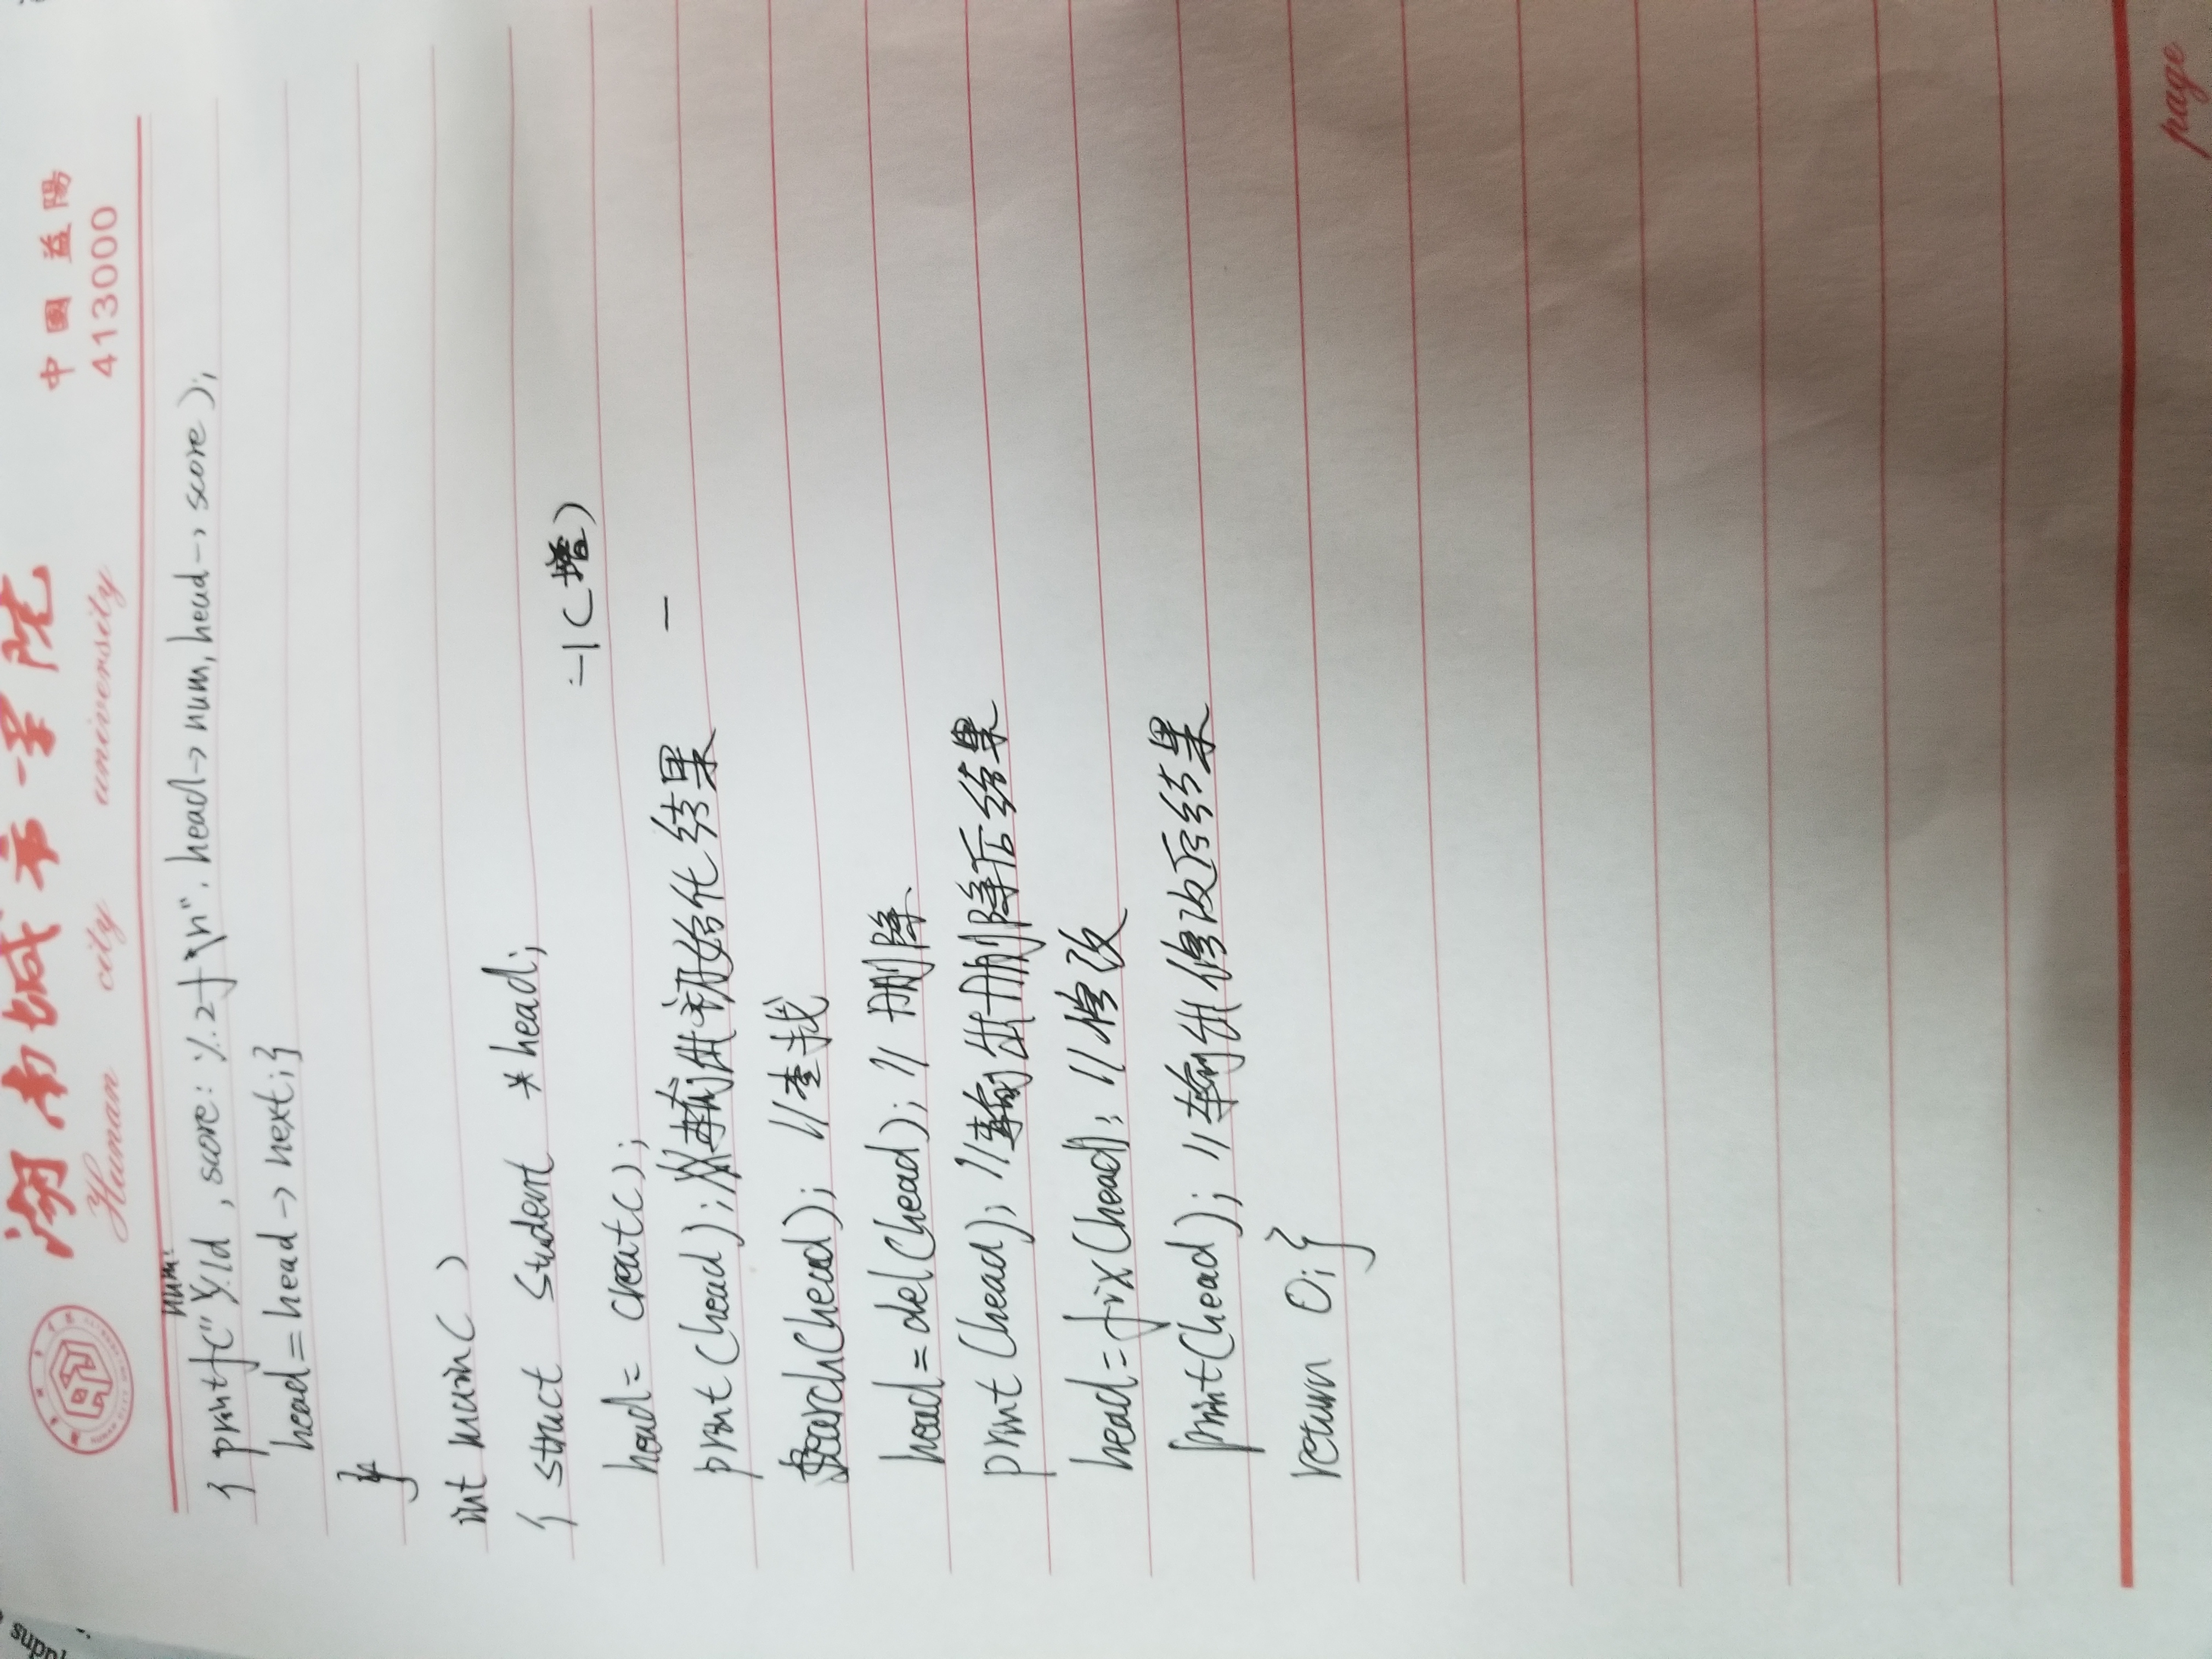 湖南城市学院
Hunan city university
中國 益陽
413000
num:
{ printf(" %ld , score: %.2f \n", head→num, head→score );
head = head → next; }
}
int main( )
{ struct student *head;
head = creat( );
-1 (增)
print (head); //输出初始化结果
—
search(head); //查找
head = del(head); // 删除
print (head); //输出删除后结果
head = fix(head); //修改
print(head); //输出修改后结果
return 0; }
page